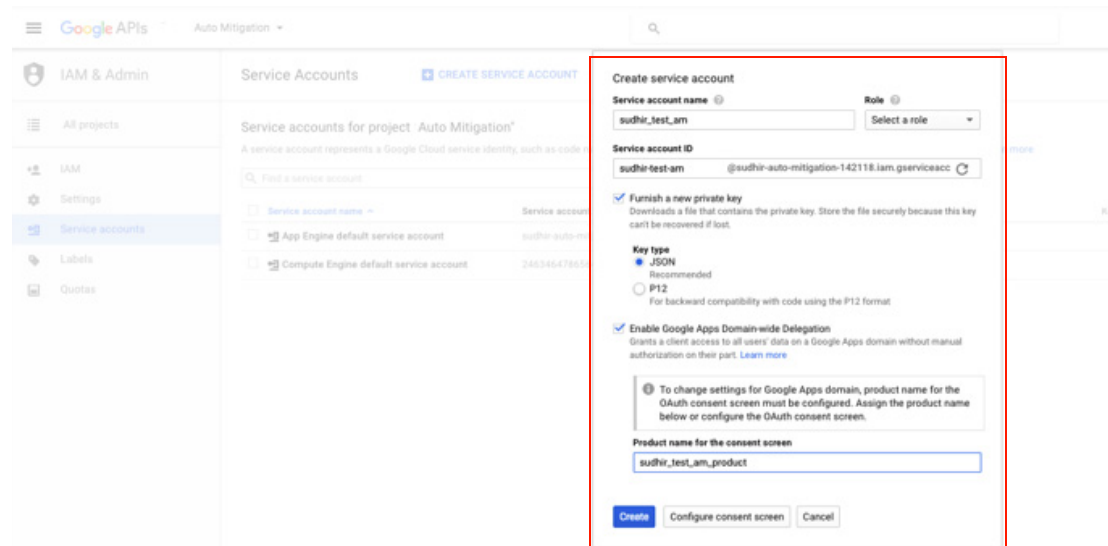 Google APIs
Auto Mitigation
IAM & Admin
Service Accounts
CREATE SERVICE ACCOUNT
All projects
IAM
Settings
Service accounts
Labels
Quotas
Service accounts for project Auto Mitigation"
A service account represents a Google Cloud service identity, such as code
more
Find a service account
Service account name
Service account
App Engine default service account
sudhir-auto-mit
Compute Engine default service account
Create service account
Service account name
Role
sudhir_test_am
Select a role
Service account ID
sudhir-test-am
@sudhir-auto-mitigation-142118.iam.gserviceacc
Furnish a new private key
Downloads a file that contains the private key. Store the file securely because this key
can't be recovered if lost.
Key type
JSON
Recommended
P12
For backward compatibility with code using the P12 format
Enable Google Apps Domain-wide Delegation
Grants a client access to all users' data on a Google Apps domain without manual
authorization on their part. Learn more
To change settings for Google Apps domain, product name for the
OAuth consent screen must be configured. Assign the product name
below or configure the OAuth consent screen.
Product name for the consent screen
sudhir_test_am_product
Create
Configure consent screen
Cancel